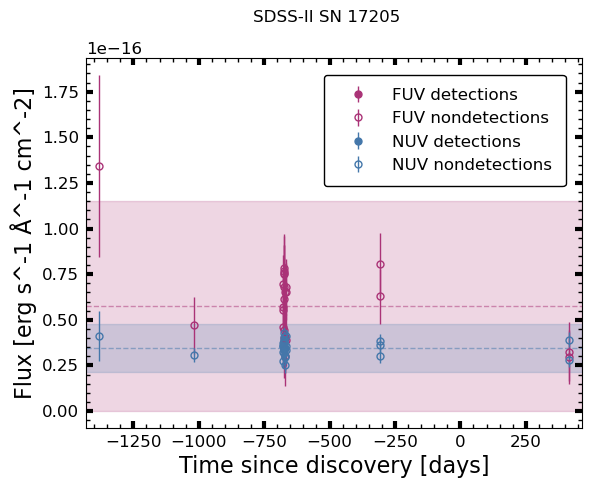 SDSS-II SN 17205
1e−16
FUV detections
FUV nondetections
NUV detections
NUV nondetections
1.75
1.50
1.25
1.00
0.75
0.50
0.25
0.00
Flux [erg s^-1 Å^-1 cm^-2]
−1250 −1000 −750 −500 −250 0 250
Time since discovery [days]